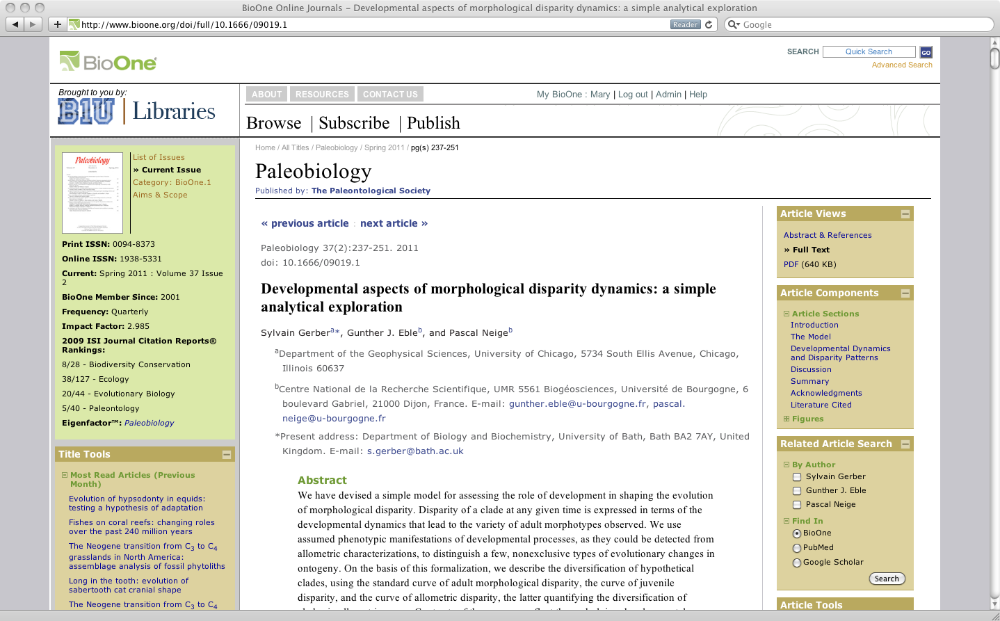 BioOne Online Journals – Developmental aspects of morphological disparity dynamics: a simple analytical exploration
http://www.bioone.org/doi/full/10.1666/09019.1
Reader
Google
BioOne
SEARCH Quick Search GO
Advanced Search
Brought to you by:
B1U Libraries
ABOUT RESOURCES CONTACT US
My BioOne : Mary | Log out | Admin | Help
Browse | Subscribe | Publish
Paleobiology
List of Issues
» Current Issue
Category: BioOne.1
Aims & Scope
Print ISSN: 0094-8373
Online ISSN: 1938-5331
Current: Spring 2011 : Volume 37 Issue
2
BioOne Member Since: 2001
Frequency: Quarterly
Impact Factor: 2.985
2009 ISI Journal Citation Reports®
Rankings:
8/28 - Biodiversity Conservation
38/127 - Ecology
20/44 - Evolutionary Biology
5/40 - Paleontology
Eigenfactor™: Paleobiology
Title Tools
Most Read Articles (Previous
Month)
Evolution of hypsodonty in equids:
testing a hypothesis of adaptation
Fishes on coral reefs: changing roles
over the past 240 million years
The Neogene transition from C3 to C4
grasslands in North America:
assemblage analysis of fossil phytoliths
Long in the tooth: evolution of
sabertooth cat cranial shape
The Neogene transition from C3 to C4
Home / All Titles / Paleobiology / Spring 2011 / pg(s) 237-251
Paleobiology
Published by: The Paleontological Society
« previous article : next article »
Paleobiology 37(2):237-251. 2011
doi: 10.1666/09019.1
Developmental aspects of morphological disparity dynamics: a simple
analytical exploration
Sylvain Gerbera*, Gunther J. Ebleb, and Pascal Neigeb
aDepartment of the Geophysical Sciences, University of Chicago, 5734 South Ellis Avenue, Chicago,
Illinois 60637
bCentre National de la Recherche Scientifique, UMR 5561 Biogéosciences, Université de Bourgogne, 6
boulevard Gabriel, 21000 Dijon, France. E-mail: gunther.eble@u-bourgogne.fr, pascal.
neige@u-bourgogne.fr
*Present address: Department of Biology and Biochemistry, University of Bath, Bath BA2 7AY, United
Kingdom. E-mail: s.gerber@bath.ac.uk
Abstract
We have devised a simple model for assessing the role of development in shaping the evolution
of morphological disparity. Disparity of a clade at any given time is expressed in terms of the
developmental dynamics that lead to the variety of adult morphotypes observed. We use
assumed phenotypic manifestations of developmental processes, as they could be detected from
allometric characterizations, to distinguish a few, nonexclusive types of evolutionary changes in
ontogeny. On the basis of this formalization, we describe the diversification of hypothetical
clades, using the standard curve of adult morphological disparity, the curve of juvenile
disparity, and the curve of allometric disparity, the latter quantifying the diversification of
Article Views
Abstract & References
» Full Text
PDF (640 KB)
Article Components
Article Sections
Introduction
The Model
Developmental Dynamics
and Disparity Patterns
Discussion
Summary
Acknowledgments
Literature Cited
Figures
Related Article Search
By Author
Sylvain Gerber
Gunther J. Eble
Pascal Neige
Find In
BioOne
PubMed
Google Scholar
Search
Article Tools